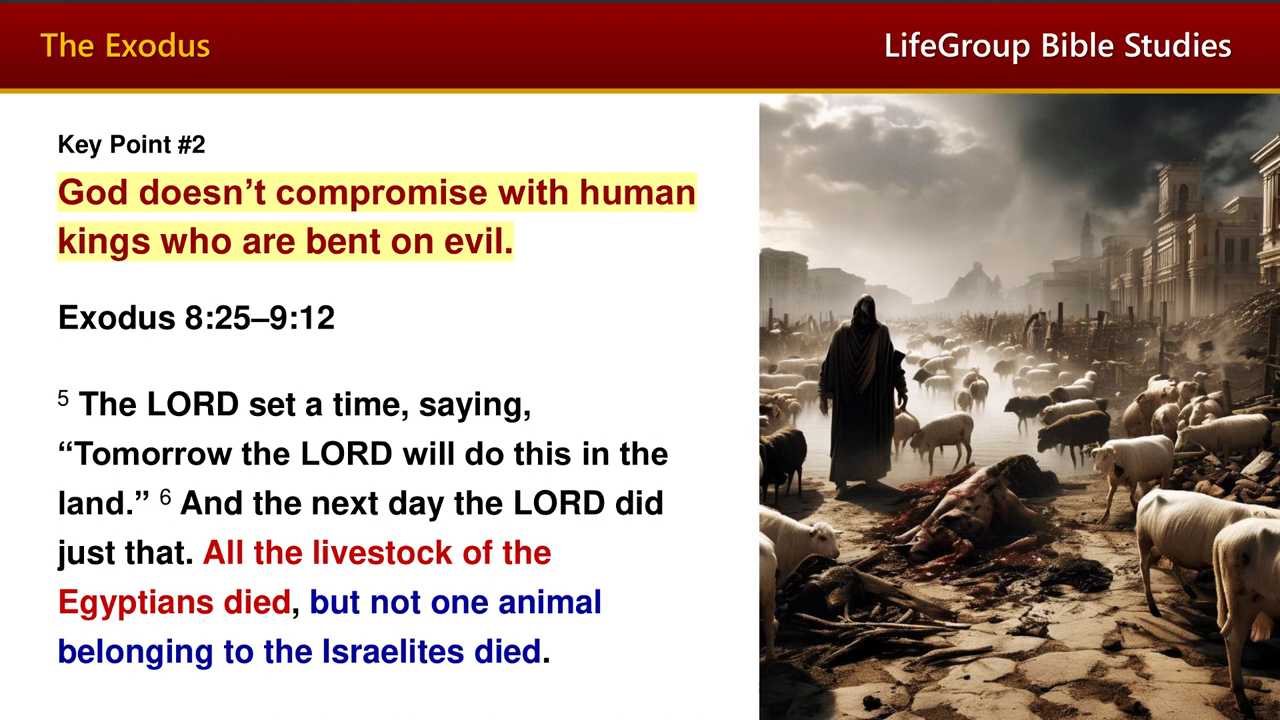 The Exodus
LifeGroup Bible Studies
Key Point #2
God doesn’t compromise with human
kings who are bent on evil.
Exodus 8:25–9:12
5 The LORD set a time, saying,
“Tomorrow the LORD will do this in the
land.” 6 And the next day the LORD did
just that. All the livestock of the
Egyptians died, but not one animal
belonging to the Israelites died.